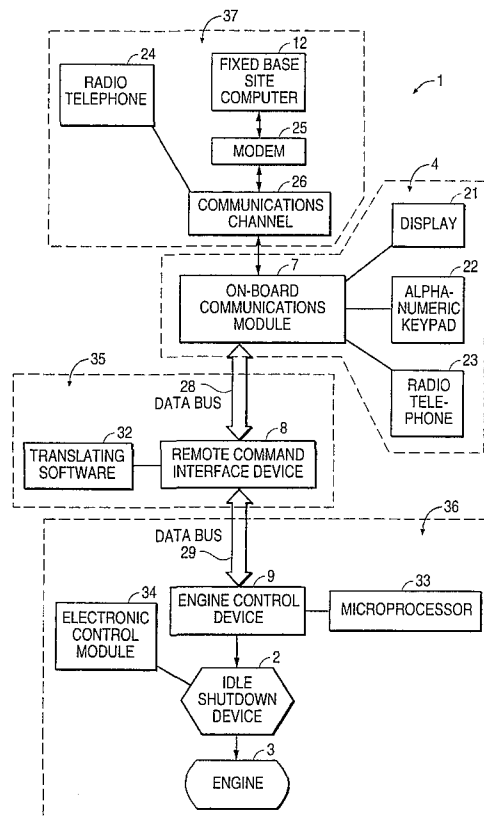 37
24
12
RADIO
TELEPHONE
FIXED BASE
SITE
COMPUTER
1
25
MODEM
26
COMMUNICATIONS
CHANNEL
4
21
DISPLAY
7
ON-BOARD
COMMUNICATIONS
MODULE
22
ALPHA-
NUMERIC
KEYPAD
23
RADIO
TELE-
PHONE
35
28
DATA BUS
32
TRANSLATING
SOFTWARE
8
REMOTE COMMAND
INTERFACE DEVICE
36
DATA BUS
29
9
ENGINE CONTROL
DEVICE
33
MICROPROCESSOR
34
ELECTRONIC
CONTROL
MODULE
2
IDLE
SHUTDOWN
DEVICE
3
ENGINE